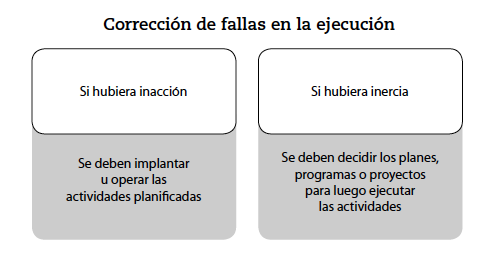 Corrección de fallas en la ejecución
Si hubiera inacción
Se deben implantar
u operar las
actividades planificadas
Si hubiera inercia
Se deben decidir los planes,
programas o proyectos
para luego ejecutar
las actividades